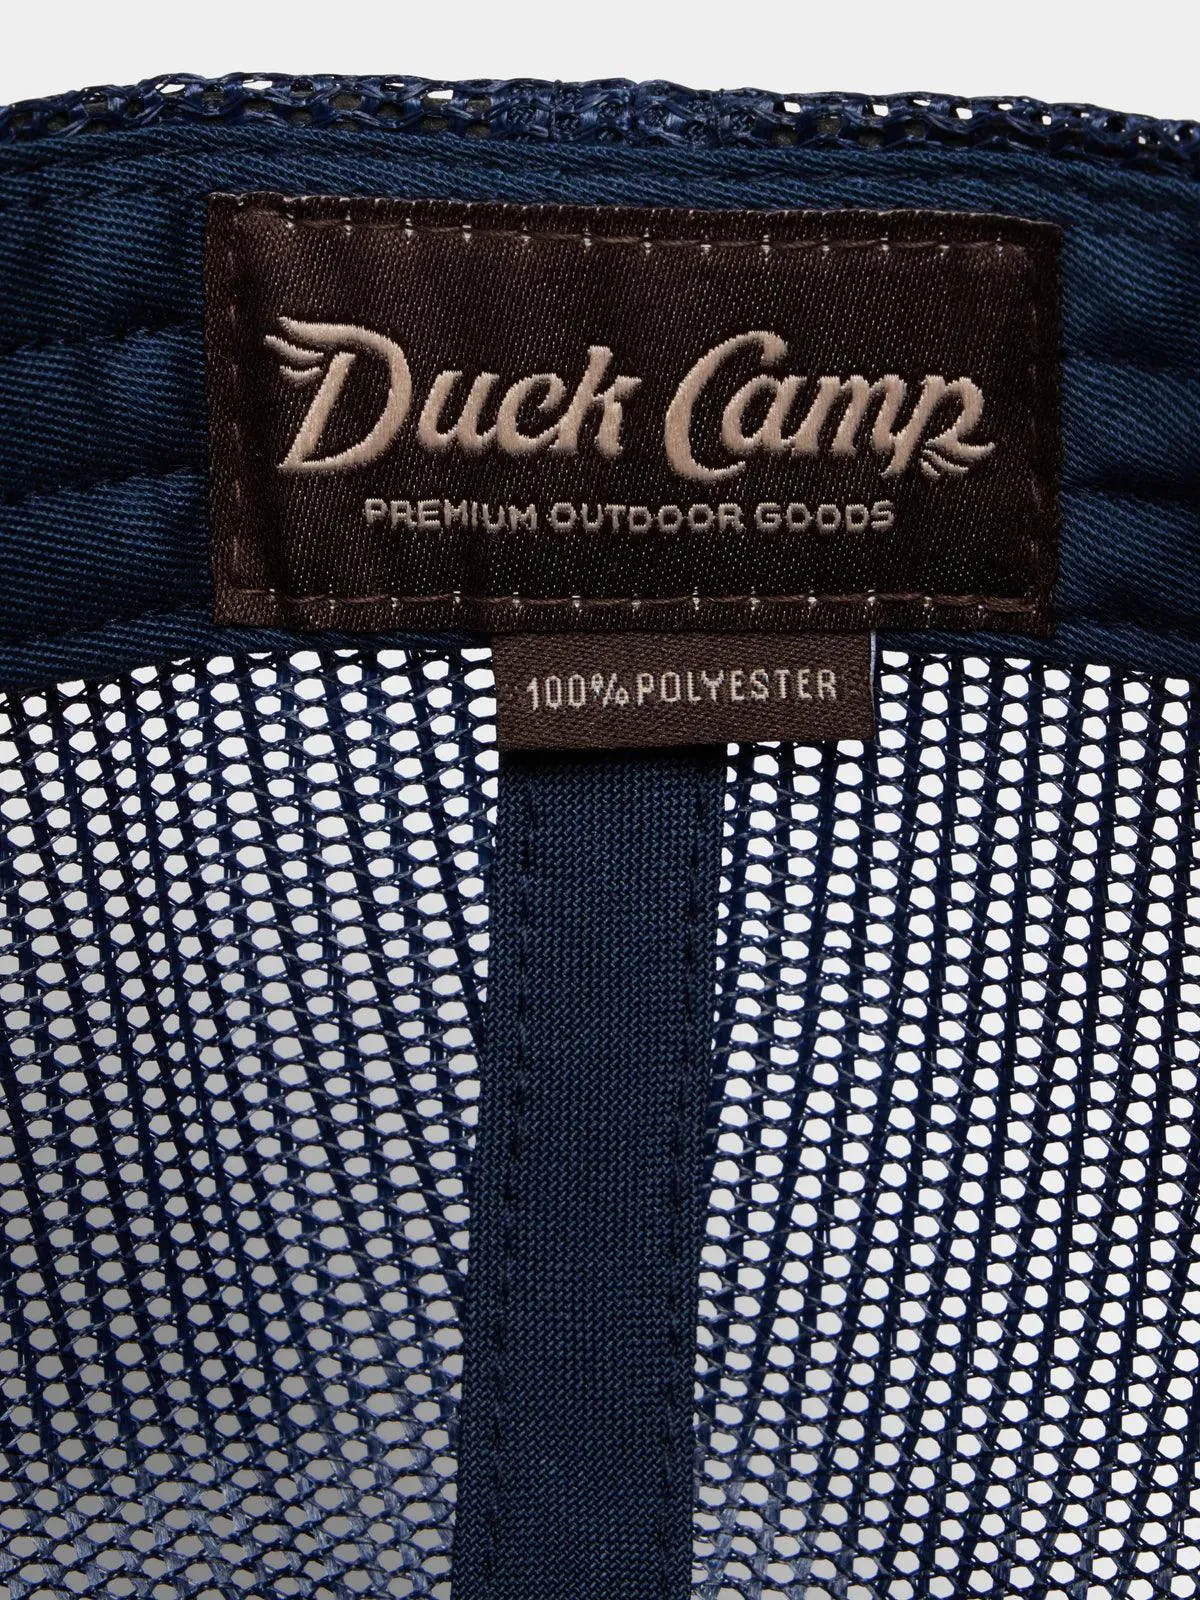 Duck Camp
PREMIUM OUTDOOR GOODS
100% POLYESTER